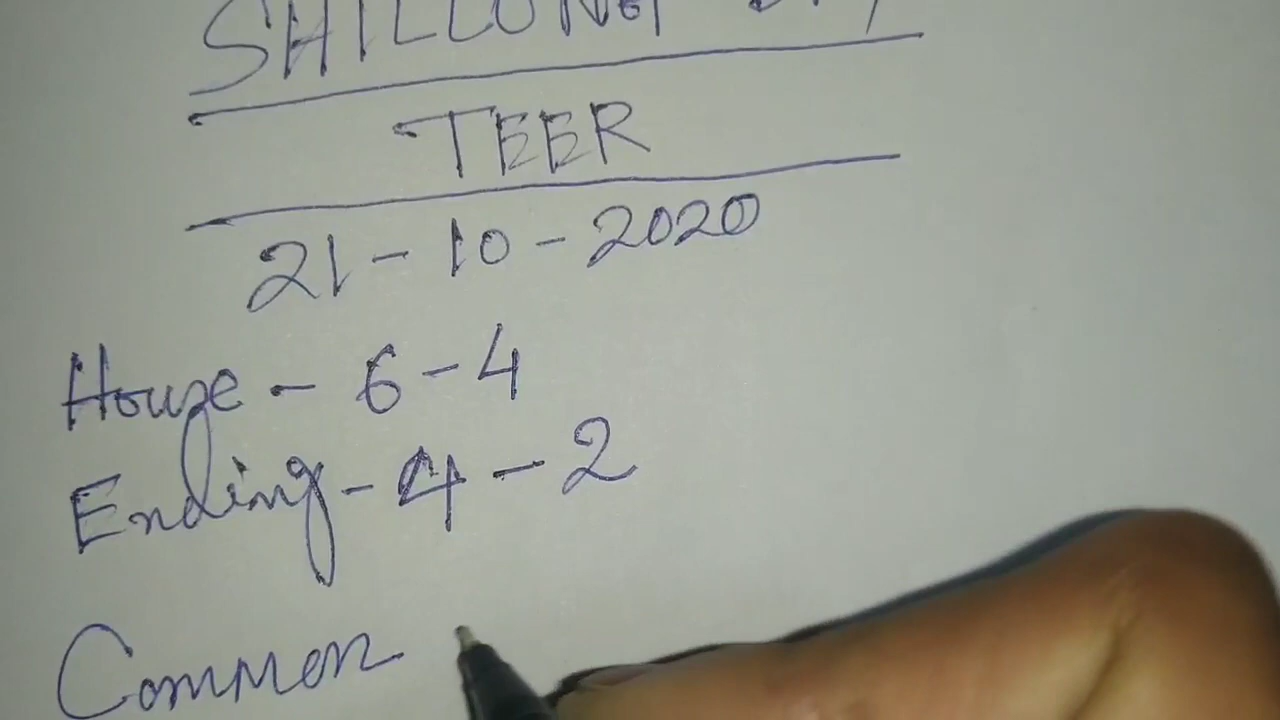 SHILLONG
TEER
21-10-2020
House - 6-4
Ending - 4-2
Common